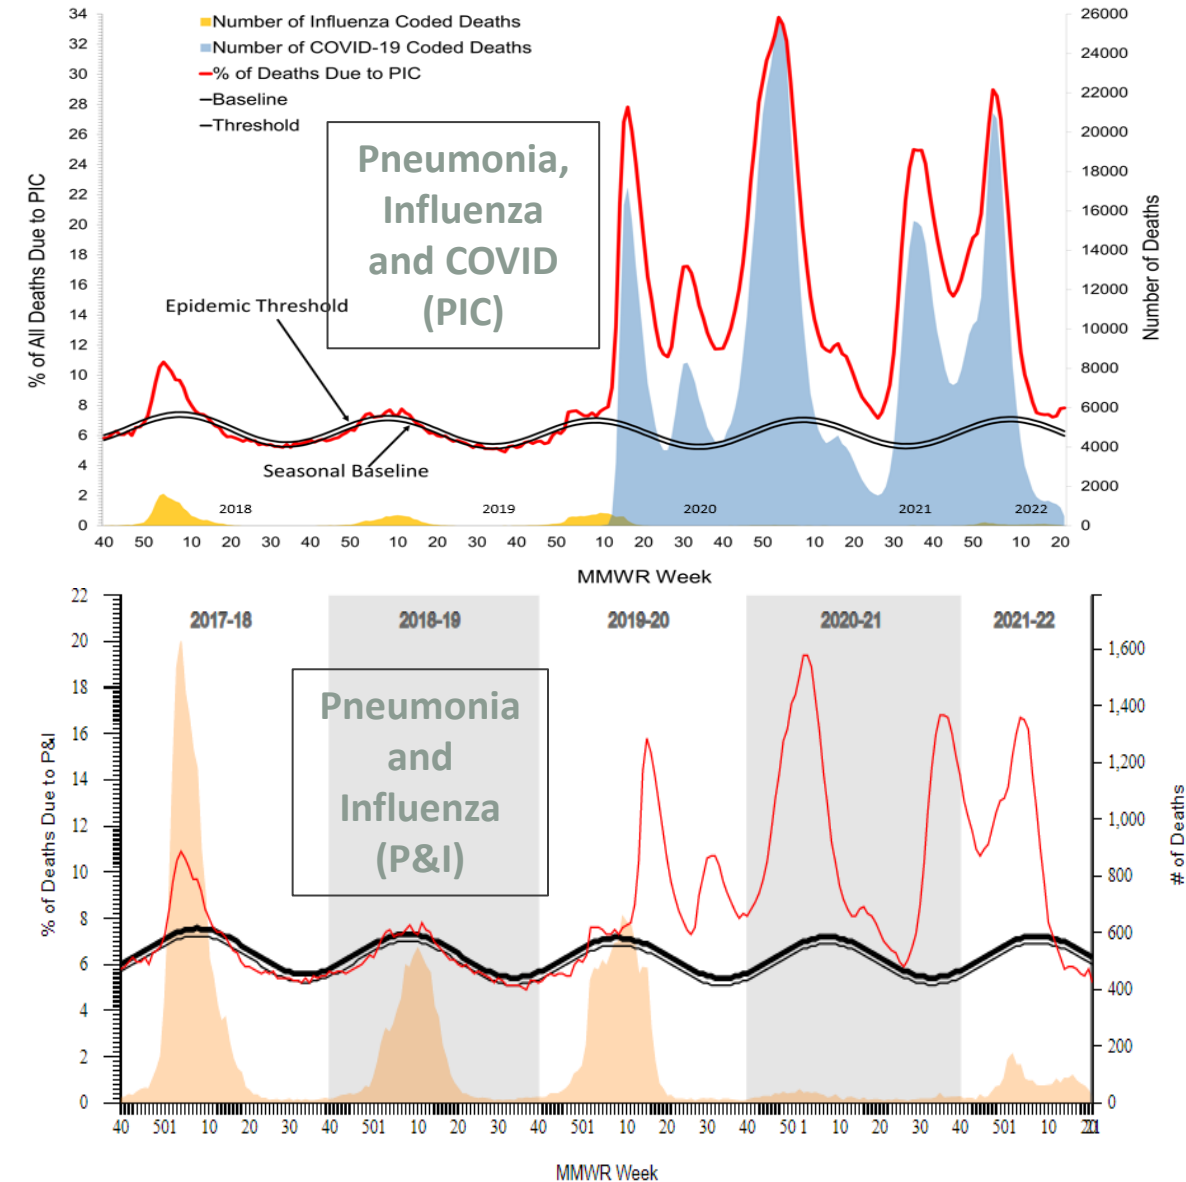 34
32
30
28
26
24
22
20
18
16
14
12
10
8
6
4
2
0
% of All Deaths Due to PIC
Number of Influenza Coded Deaths
Number of COVID-19 Coded Deaths
% of Deaths Due to PIC
Baseline
Threshold
Pneumonia,
Influenza
and COVID
(PIC)
Epidemic Threshold
Seasonal Baseline
26000
24000
22000
20000
18000
16000
14000
12000
10000
8000
6000
4000
2000
0
Number of Deaths
2018 2019 2020 2021 2022
40 50 10 20 30 40 50 10 20 30 40 50 10 20 30 40 50 10 20 30 40 50 10 20
MMWR Week
22
20
18
16
14
12
10
8
6
4
2
0
% of Deaths Due to P&I
2017-18 2018-19 2019-20 2020-21 2021-22
Pneumonia
and
Influenza
(P&I)
1,600
1,400
1,200
1,000
800
600
400
200
0
# of Deaths
40 501 10 20 30 40 501 10 20 30 40 501 10 20 30 40 50 1 10 20 30 40 501 10 2021
MMWR Week